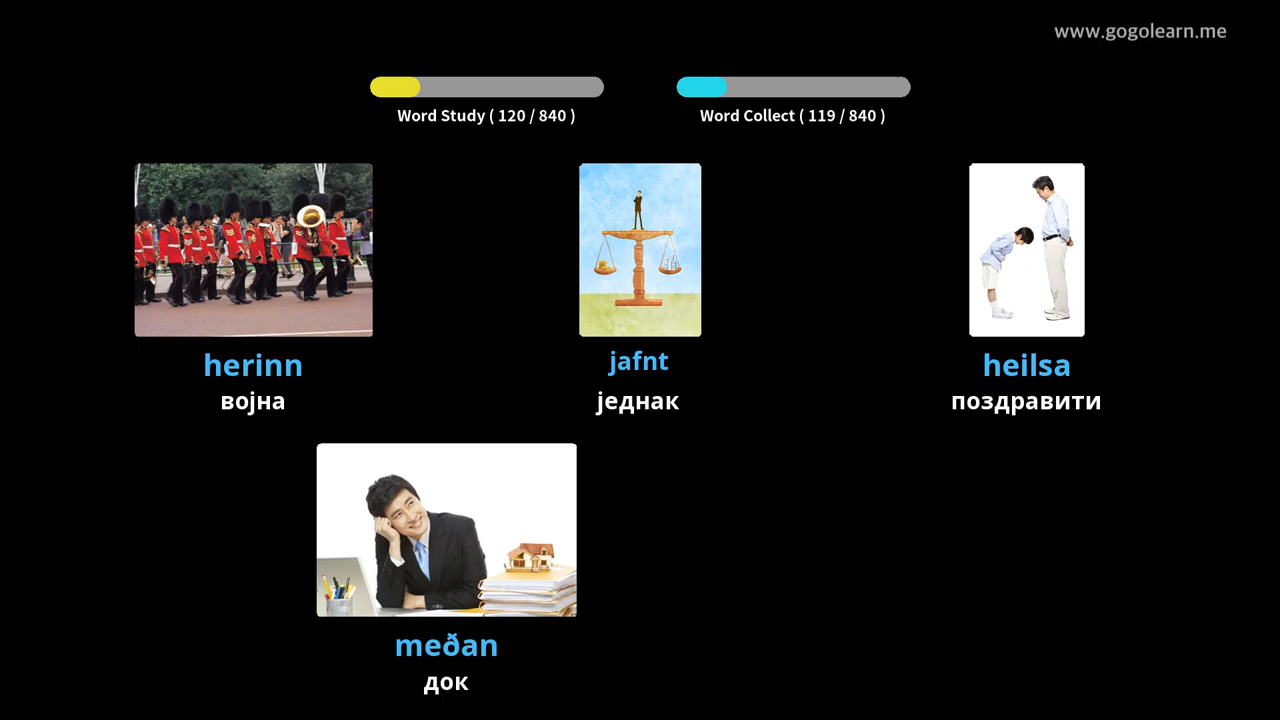 www.gogolearn.me
Word Study ( 120 / 840 )
Word Collect ( 119 / 840 )
herinn
војна
jafnt
једнак
heilsa
поздравити
meðan
док